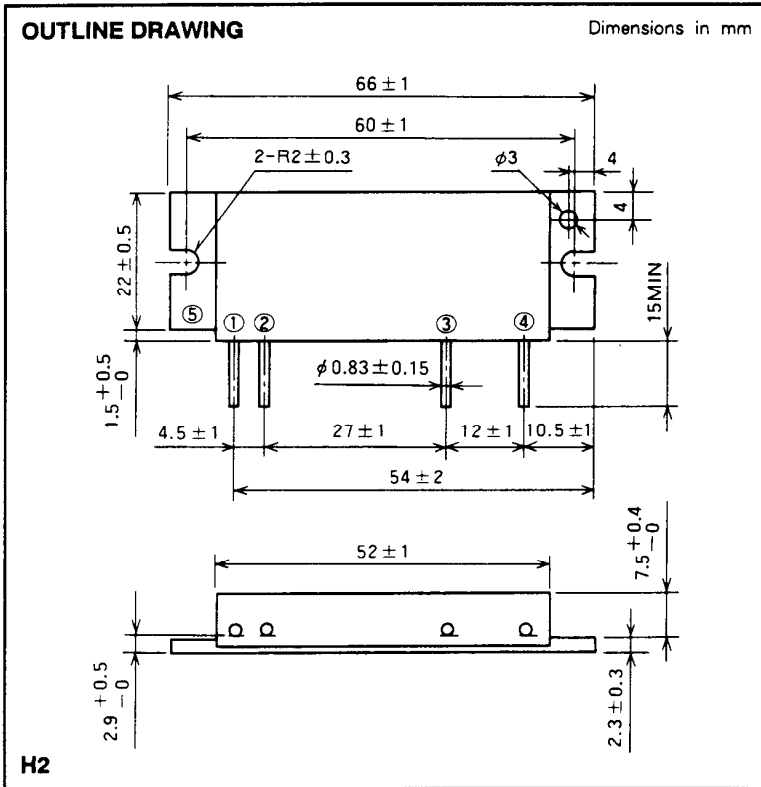 OUTLINE DRAWING
Dimensions in mm
66±1
60±1
2-R2±0.3
φ3
4
4
22±0.5
15MIN
⑤
①
②
③
④
φ0.83±0.15
1.5 +0.5 −0
4.5±1
27±1
12±1
10.5±1
54±2
52±1
7.5 +0.4 −0
2.9 +0.5 −0
2.3±0.3
H2